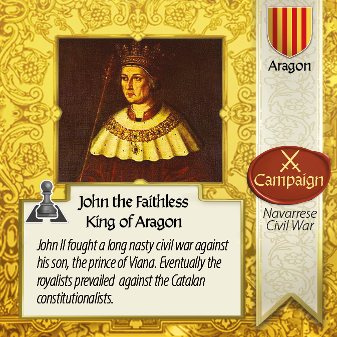 Aragon
Campaign
Navarrese
Civil War
John the Faithless
King of Aragon
John II fought a long nasty civil war against
his son, the prince of Viana. Eventually the
royalists prevailed against the Catalan
constitutionalists.